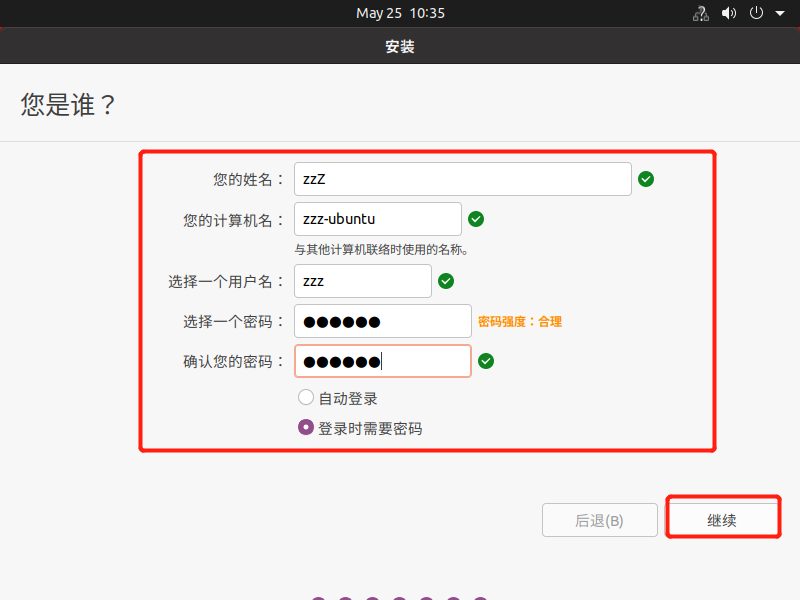 May 25 10:35
安装
您是谁？
您的姓名： zzZ
您的计算机名： zzz-ubuntu
与其他计算机联络时使用的名称。
选择一个用户名： zzz
选择一个密码： ●●●●●● 密码强度：合理
确认您的密码： ●●●●●●
自动登录
登录时需要密码
后退(B) 继续